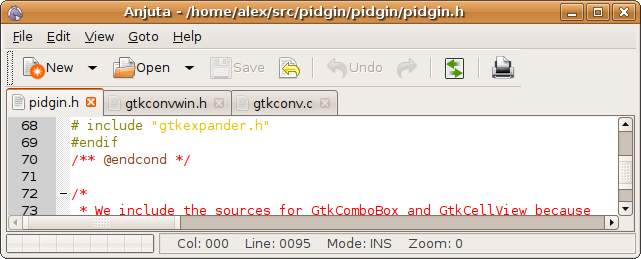 Anjuta - /home/alex/src/pidgin/pidgin/pidgin.h
File Edit View Goto Help
New Open Save Undo
pidgin.h gtkconvwin.h gtkconv.c
68 # include "gtkexpander.h"
69 #endif
70 /** @endcond */
71
72 /*
73 * We include the sources for GtkComboBox and GtkCellView because
Col: 000 Line: 0095 Mode: INS Zoom: 0